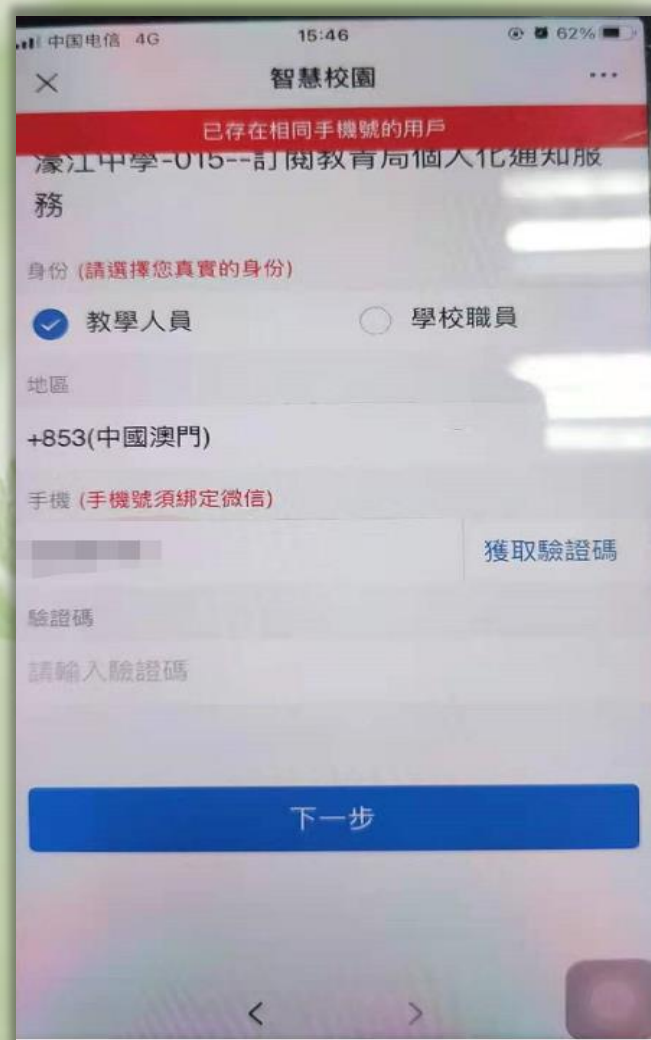 中国电信 4G 15:46 62%
智慧校園
已存在相同手機號的用戶
濠江中學-015--訂閱教育局個人化通知服
務
身份 (請選擇您真實的身份)
教學人員 學校職員
地區
+853(中國澳門)
手機 (手機號須綁定微信)
獲取驗證碼
驗證碼
請輸入驗證碼
下一步